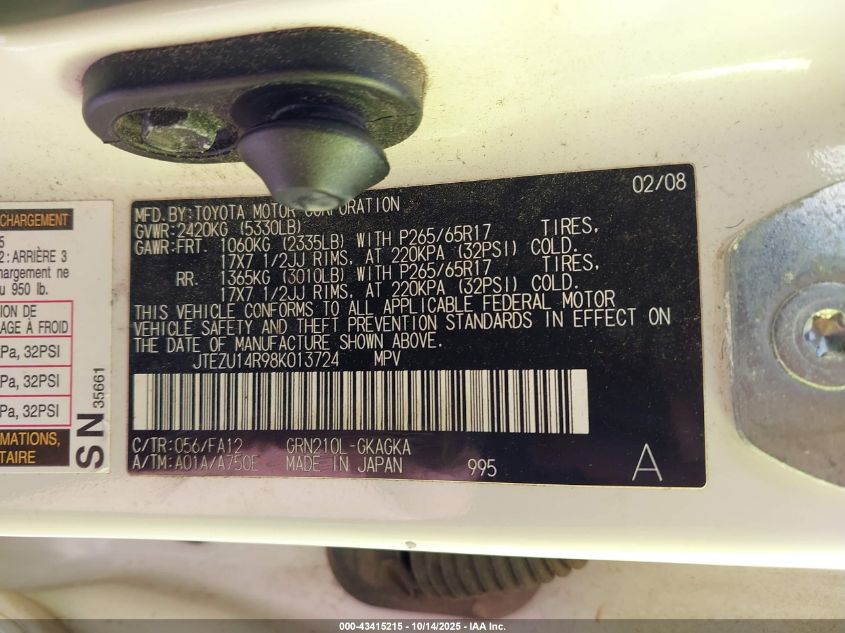 02/08
MFD. BY: TOYOTA MOTOR CORPORATION
GVWR: 2420KG (5330LB)
GAWR: FRT. 1060KG (2335LB) WITH P265/65R17 TIRES,
17X7 1/2JJ RIMS, AT 220KPA (32PSI) COLD.
RR. 1365KG (3010LB) WITH P265/65R17 TIRES,
17X7 1/2JJ RIMS, AT 220KPA (32PSI) COLD.
THIS VEHICLE CONFORMS TO ALL APPLICABLE FEDERAL MOTOR
VEHICLE SAFETY AND THEFT PREVENTION STANDARDS IN EFFECT ON
THE DATE OF MANUFACTURE SHOWN ABOVE.
JTEZU14R98K013724 MPV
C/TR: 056/FA12 GRN210L-GKAGKA
A/TM: A01A/A750E MADE IN JAPAN 995 A
CHARGEMENT
5
2: ARRIÈRE 3
chargement ne
950 lb.
ION DE
LAGE À FROID
kPa, 32PSI
kPa, 32PSI
Pa, 32PSI
MATIONS,
TAIRE
SN 35661
000-43415215 - 10/14/2025 - IAA Inc.